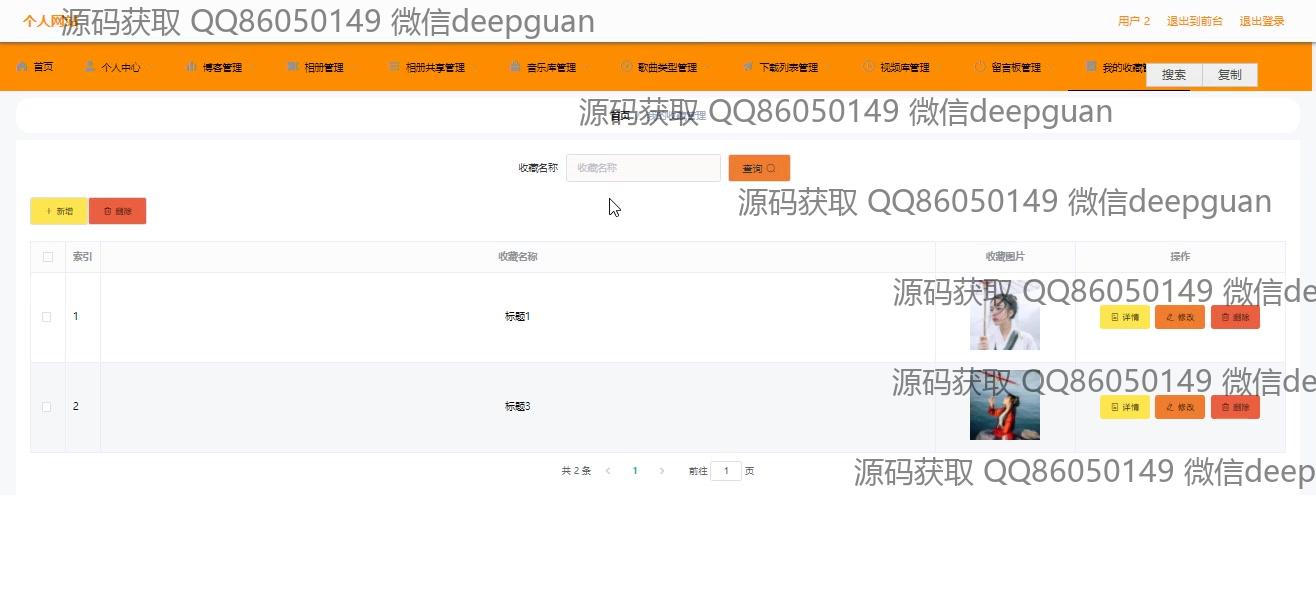 个人网站
源码获取 QQ86050149 微信deepguan
用户 2 退出到前台 退出登录
首页 个人中心 博客管理 相册管理 相册共享管理 音乐库管理 歌曲类型管理 下载列表管理 视频库管理 留言板管理 我的收藏管
搜索 复制
首页 我的收藏管理
源码获取 QQ86050149 微信deepguan
收藏名称 收藏名称 查询
源码获取 QQ86050149 微信deepguan
新增 删除
索引 收藏名称 收藏图片 操作
源码获取 QQ86050149 微信de
1 标题1 详情 修改 删除
源码获取 QQ86050149 微信de
2 标题3 详情 修改 删除
共 2 条 1 前往 1 页
源码获取 QQ86050149 微信deep